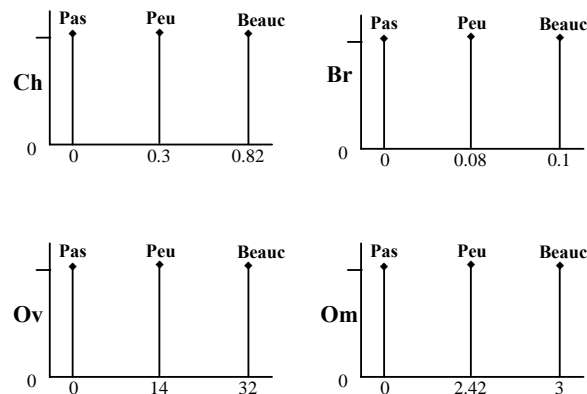 Pas Peu Beauc
Ch
0
0 0.3 0.82
Pas Peu Beauc
Br
0
0 0.08 0.1
Pas Peu Beauc
Ov
0
0 14 32
Pas Peu Beauc
Om
0
0 2.42 3